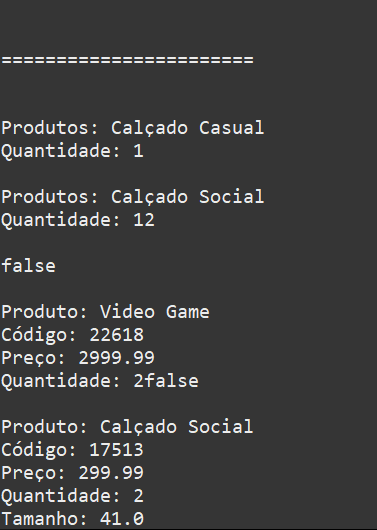 =======================
Produtos: Calçado Casual
Quantidade: 1
Produtos: Calçado Social
Quantidade: 12
false
Produto: Video Game
Código: 22618
Preço: 2999.99
Quantidade: 2false
Produto: Calçado Social
Código: 17513
Preço: 299.99
Quantidade: 2
Tamanho: 41.0